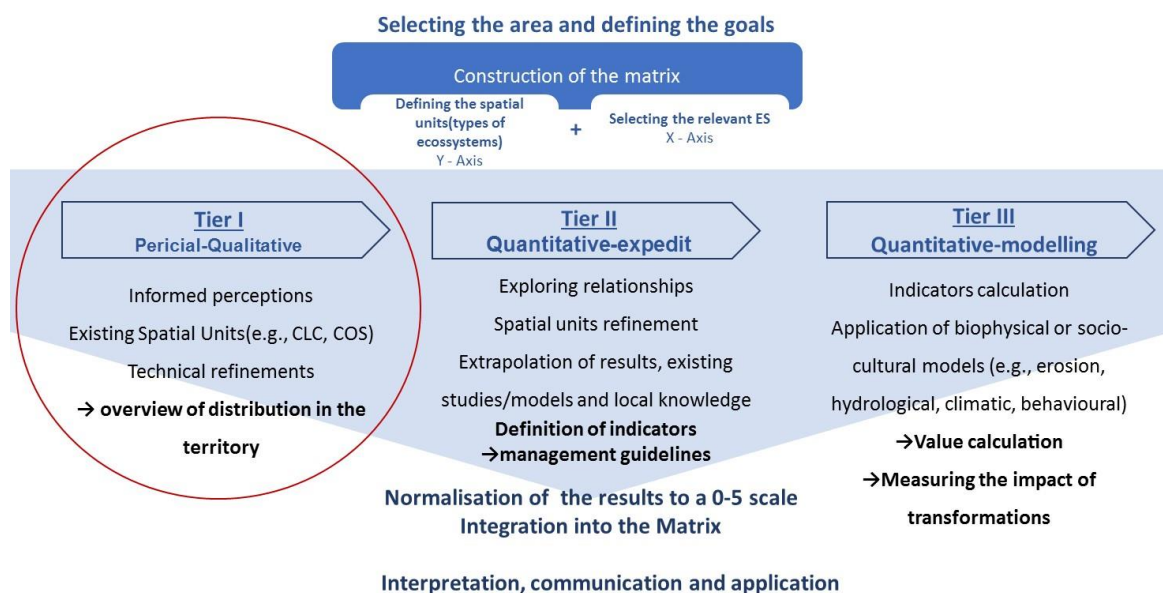 Selecting the area and defining the goals
Construction of the matrix
Defining the spatial
units(types of
ecosystems)
Y - Axis
+
Selecting the relevant ES
X - Axis
Tier I
Pericial-Qualitative
Informed perceptions
Existing Spatial Units(e.g., CLC, COS)
Technical refinements
→ overview of distribution in the
territory
Tier II
Quantitative-expedit
Exploring relationships
Spatial units refinement
Extrapolation of results, existing
studies/models and local knowledge
Definition of indicators
→management guidelines
Tier III
Quantitative-modelling
Indicators calculation
Application of biophysical or socio-
cultural models (e.g., erosion,
hydrological, climatic, behavioural)
→Value calculation
→Measuring the impact of
transformations
Normalisation of the results to a 0-5 scale
Integration into the Matrix
Interpretation, communication and application